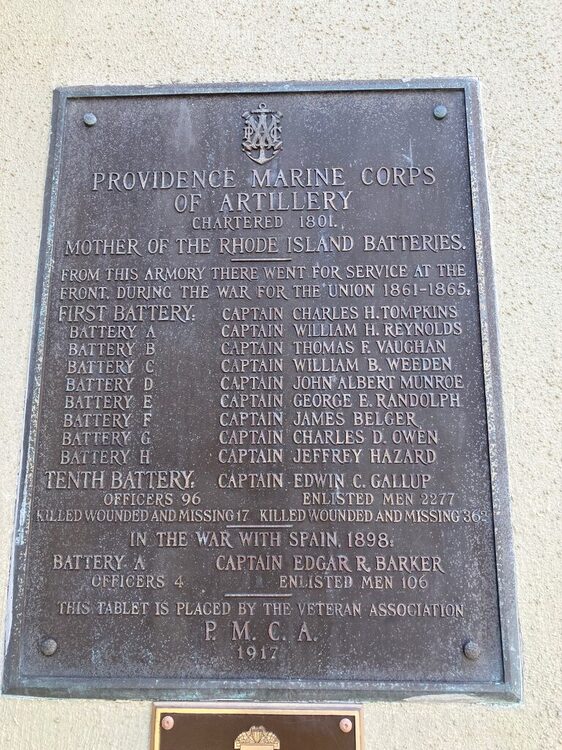 PROVIDENCE MARINE CORPS
OF ARTILLERY
CHARTERED 1801.
MOTHER OF THE RHODE ISLAND BATTERIES.
FROM THIS ARMORY THERE WENT FOR SERVICE AT THE
FRONT, DURING THE WAR FOR THE UNION 1861-1865:
FIRST BATTERY, CAPTAIN CHARLES H. TOMPKINS
BATTERY A CAPTAIN WILLIAM H. REYNOLDS
BATTERY B CAPTAIN THOMAS F. VAUGHAN
BATTERY C CAPTAIN WILLIAM B. WEEDEN
BATTERY D CAPTAIN JOHN ALBERT MUNROE
BATTERY E CAPTAIN GEORGE E. RANDOLPH
BATTERY F CAPTAIN JAMES BELGER
BATTERY G CAPTAIN CHARLES D. OWEN
BATTERY H CAPTAIN JEFFREY HAZARD
TENTH BATTERY, CAPTAIN EDWIN C. GALLUP
OFFICERS 96 ENLISTED MEN 2277
KILLED WOUNDED AND MISSING 17 KILLED WOUNDED AND MISSING 362
IN THE WAR WITH SPAIN, 1898:
BATTERY A CAPTAIN EDGAR R. BARKER
OFFICERS 4 ENLISTED MEN 106
THIS TABLET IS PLACED BY THE VETERAN ASSOCIATION
P. M. C. A.
1917